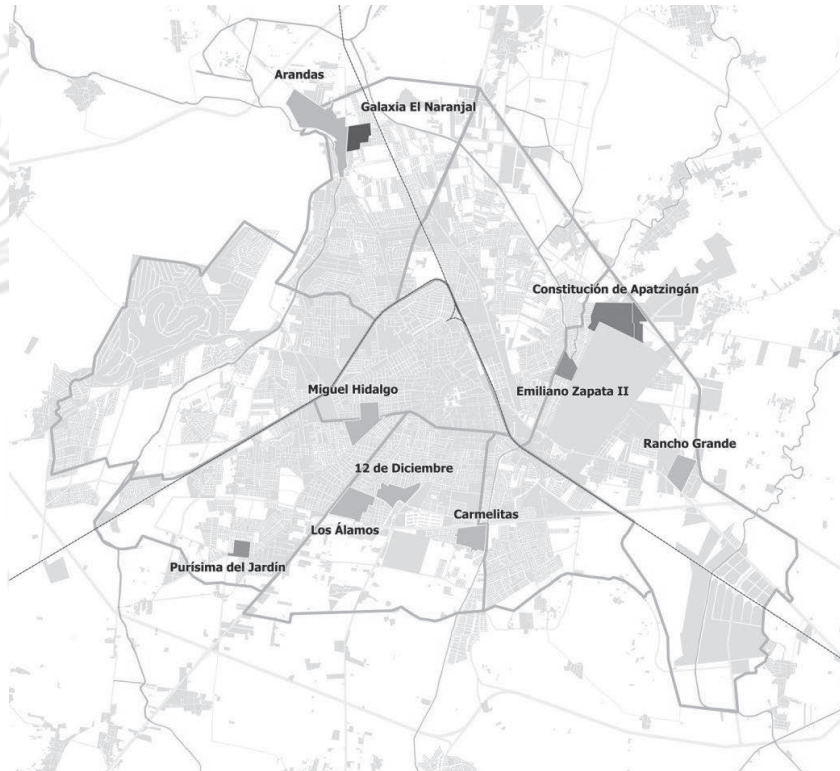 Arandas
Galaxia El Naranjal
Constitución de Apatzingán
Miguel Hidalgo
Emiliano Zapata II
Rancho Grande
12 de Diciembre
Los Álamos
Carmelitas
Purísima del Jardín